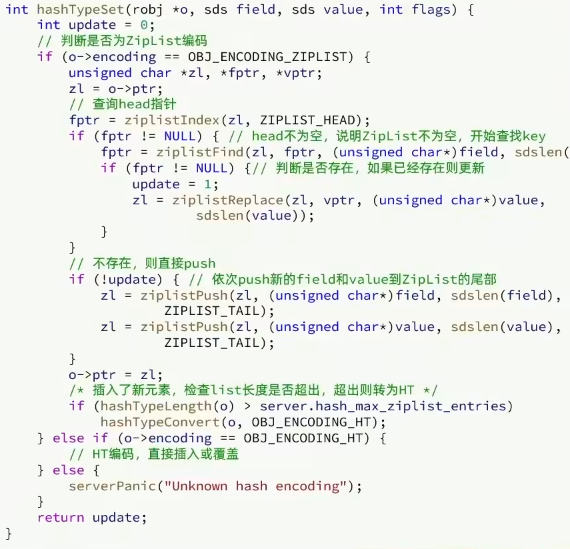 int hashTypeSet(robj *o, sds field, sds value, int flags) {
    int update = 0;
    // 判断是否为ZipList编码
    if (o->encoding == OBJ_ENCODING_ZIPLIST) {
        unsigned char *zl, *fptr, *vptr;
        zl = o->ptr;
        // 查询head指针
        fptr = ziplistIndex(zl, ZIPLIST_HEAD);
        if (fptr != NULL) { // head不为空，说明ZipList不为空，开始查找key
            fptr = ziplistFind(zl, fptr, (unsigned char*)field, sdslen(
            if (fptr != NULL) {// 判断是否存在，如果已经存在则更新
                update = 1;
                zl = ziplistReplace(zl, vptr, (unsigned char*)value,
                        sdslen(value));
            }
        }
        // 不存在，则直接push
        if (!update) { // 依次push新的field和value到ZipList的尾部
            zl = ziplistPush(zl, (unsigned char*)field, sdslen(field),
                    ZIPLIST_TAIL);
            zl = ziplistPush(zl, (unsigned char*)value, sdslen(value),
                    ZIPLIST_TAIL);
        }
        o->ptr = zl;
        /* 插入了新元素，检查list长度是否超出，超出则转为HT */
        if (hashTypeLength(o) > server.hash_max_ziplist_entries)
            hashTypeConvert(o, OBJ_ENCODING_HT);
    } else if (o->encoding == OBJ_ENCODING_HT) {
        // HT编码，直接插入或覆盖
    } else {
        serverPanic("Unknown hash encoding");
    }
    return update;
}